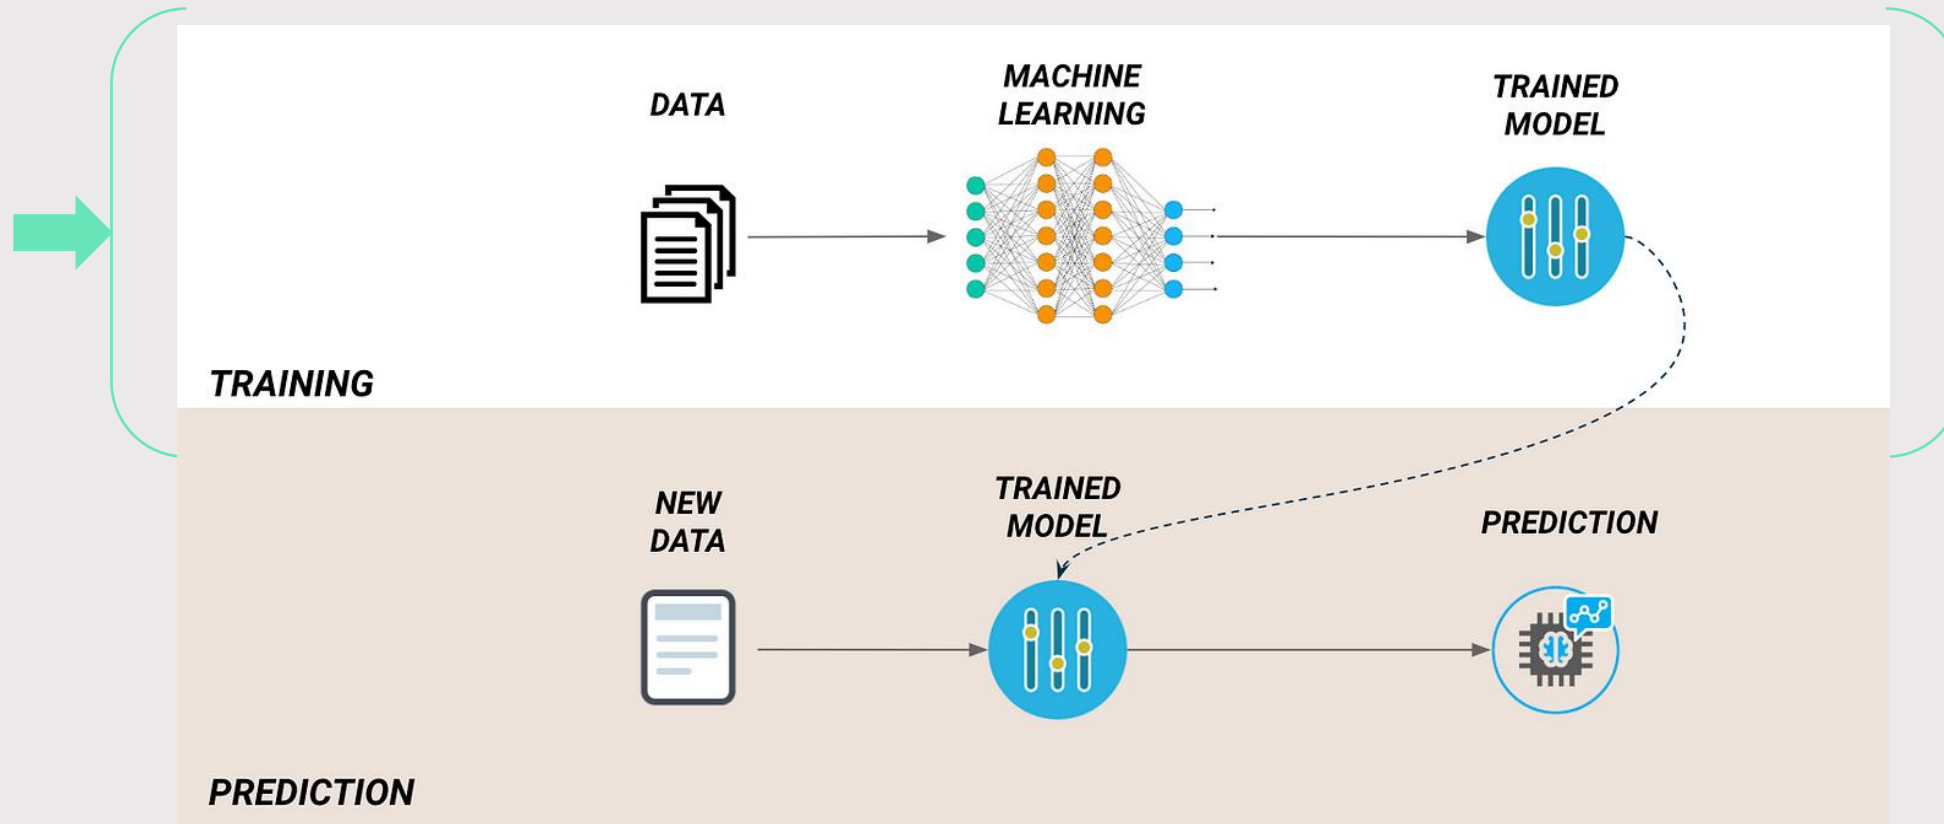 DATA
MACHINE
LEARNING
TRAINED
MODEL
TRAINING
NEW
DATA
TRAINED
MODEL
PREDICTION
PREDICTION